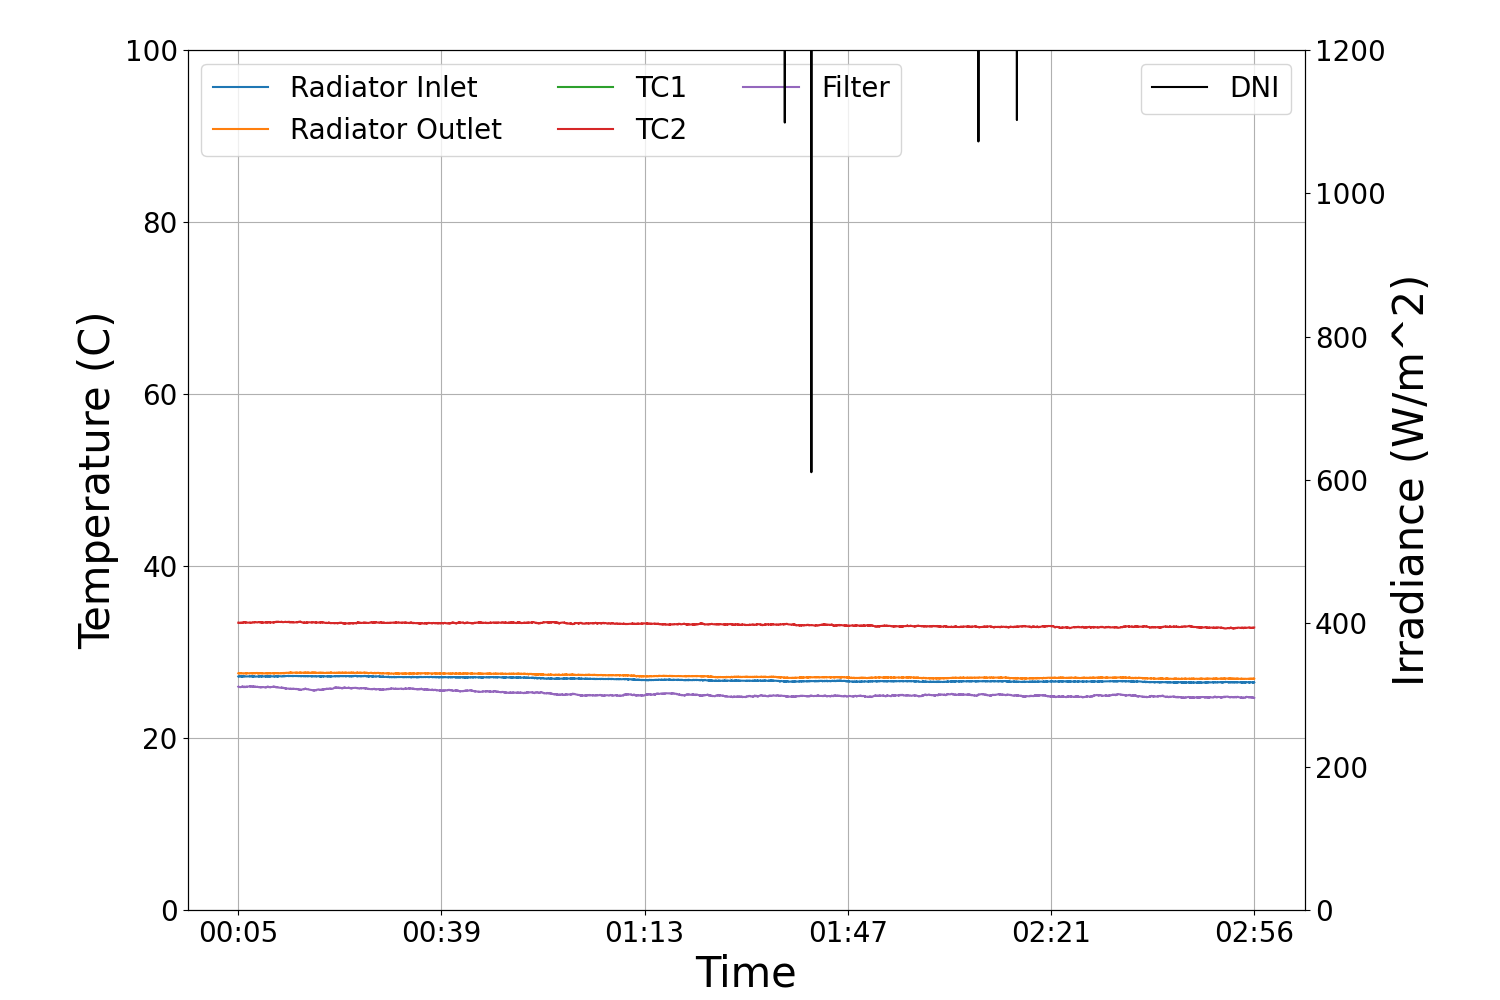 100
80
60
40
20
0
Temperature (C)
Radiator Inlet
Radiator Outlet
TC1
TC2
Filter
DNI
1200
1000
800
600
400
200
0
Irradiance (W/m^2)
00:05 00:39 01:13 01:47 02:21 02:56
Time